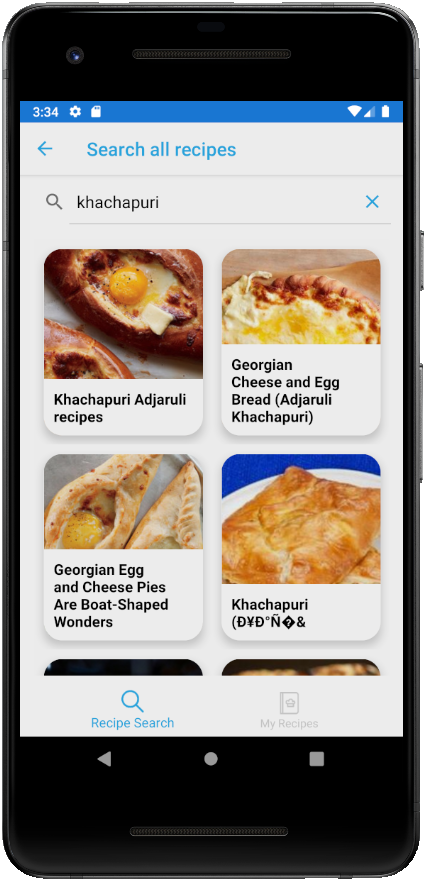 3:34
Search all recipes
khachapuri
Khachapuri Adjaruli
recipes
Georgian
Cheese and Egg
Bread (Adjaruli
Khachapuri)
Georgian Egg
and Cheese Pies
Are Boat-Shaped
Wonders
Khachapuri
(Ð¥Ð°Ñ�&
Recipe Search
My Recipes